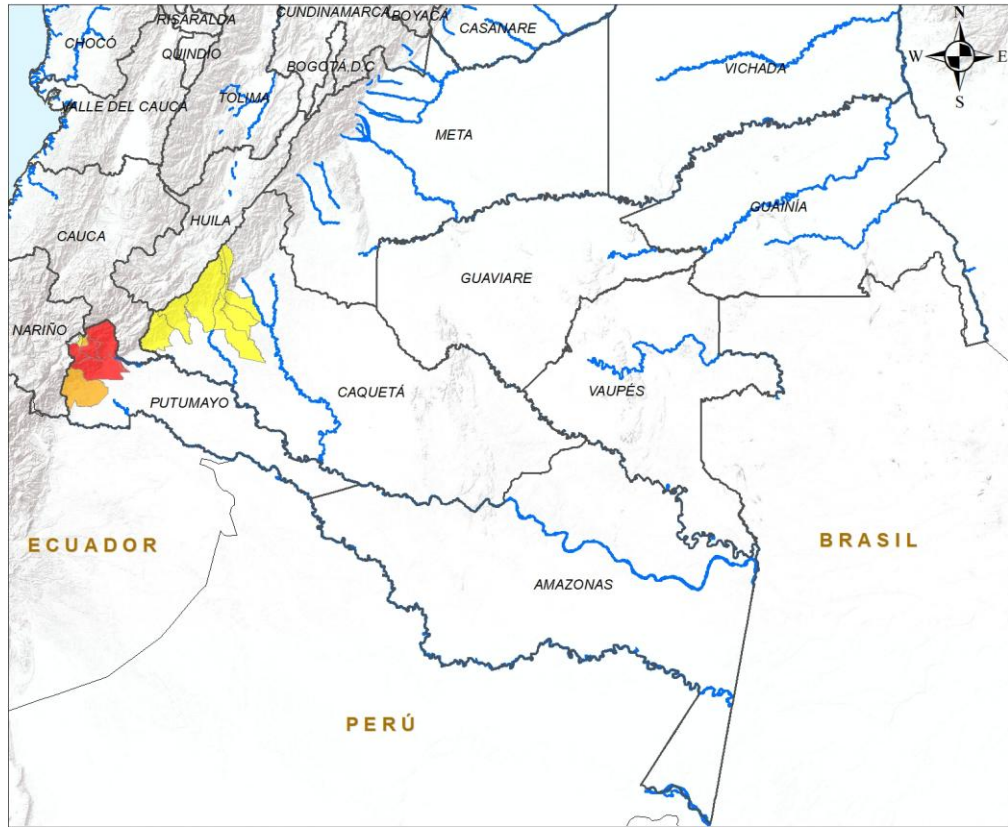 RISARALDA
CUNDINAMARCA
BOYACÁ
CASANARE
N
CHOCÓ
QUINDÍO
BOGOTÁ D.C
VICHADA
W
E
S
VALLE DEL CAUCA
TOLIMA
META
GUAINÍA
HUILA
CAUCA
GUAVIARE
NARIÑO
CAQUETÁ
VAUPÉS
PUTUMAYO
ECUADOR
BRASIL
AMAZONAS
PERÚ